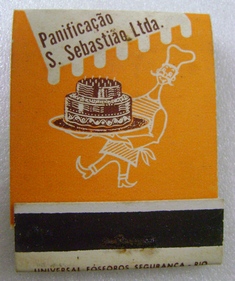 Panificação
S. Sebastião Ltda.
UNIVERSAL FÓSFOROS SEGURANÇA - RIO